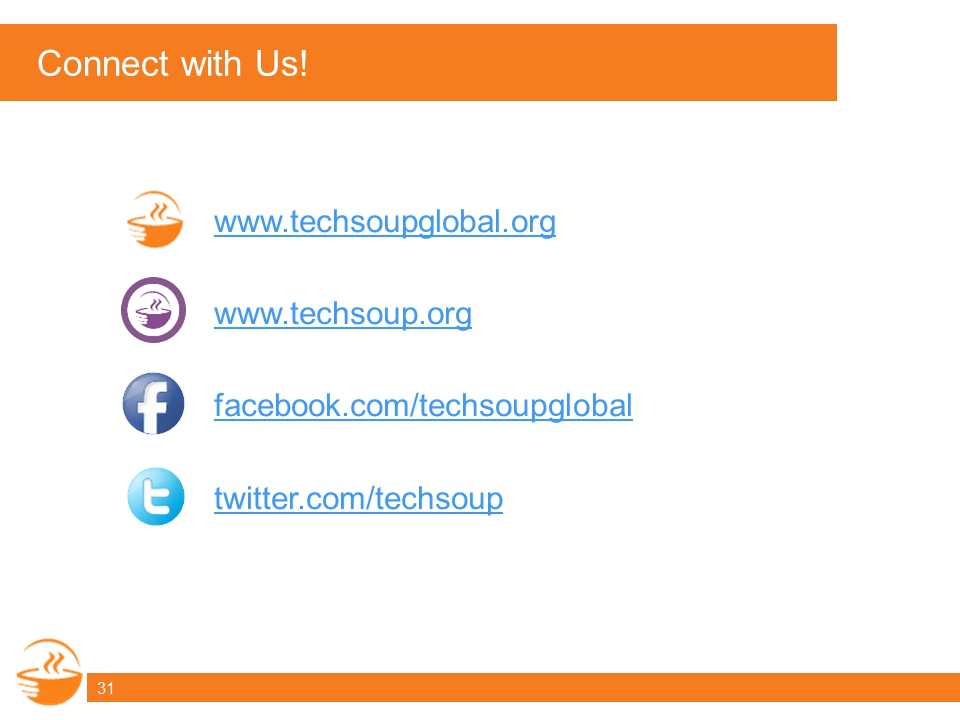 Connect with Us!
www.techsoupglobal.org
www.techsoup.org
facebook.com/techsoupglobal
twitter.com/techsoup
31